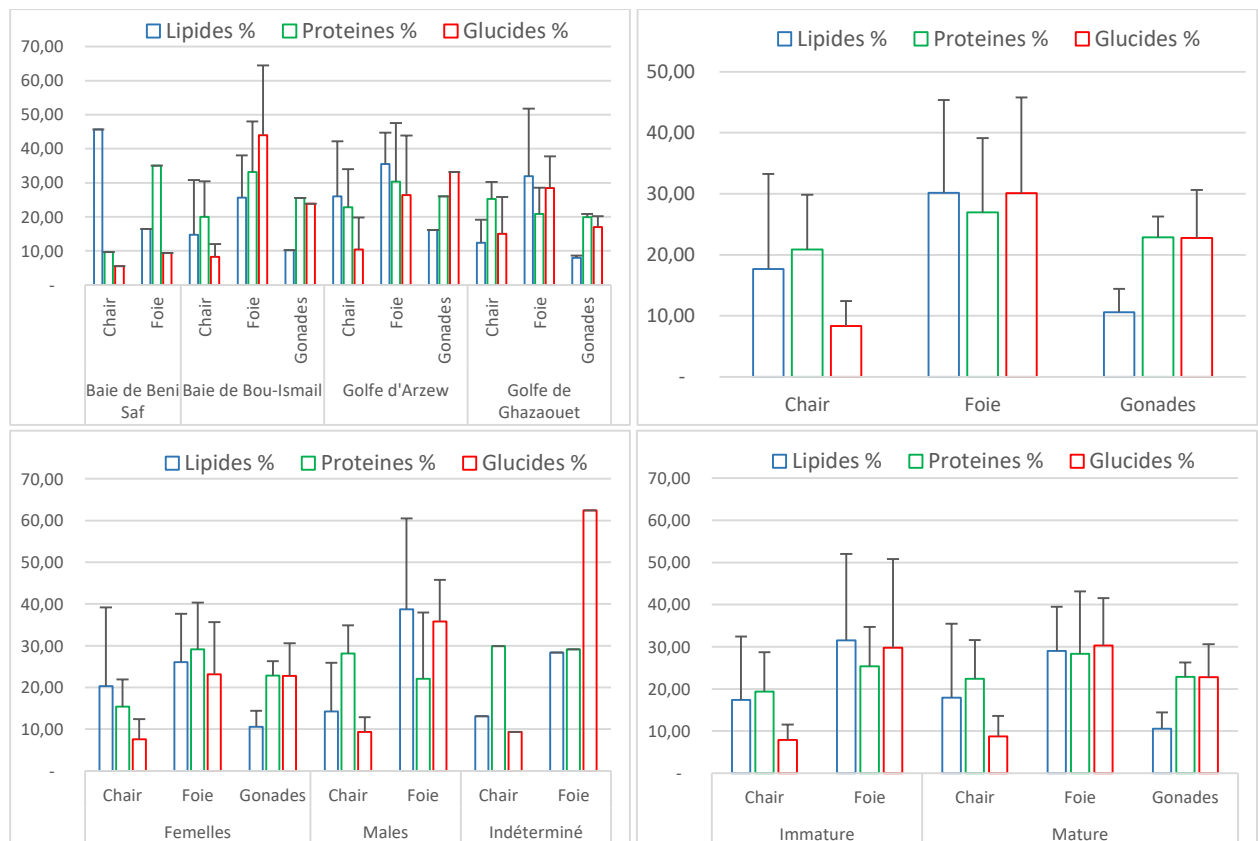 Lipides % Proteines % Glucides %
70,00
60,00
50,00
40,00
30,00
20,00
10,00
-
Chair Foie Chair Foie Gonades Chair Foie Gonades Chair Foie Gonades
Baie de Beni Saf Baie de Bou-Ismail Golfe d'Arzew Golfe de Ghazaouet
Lipides % Proteines % Glucides %
50,00
40,00
30,00
20,00
10,00
-
Chair Foie Gonades
Lipides % Proteines % Glucides %
70,00
60,00
50,00
40,00
30,00
20,00
10,00
-
Chair Foie Gonades Chair Foie Chair Foie
Femelles Males Indéterminé
Lipides % Proteines % Glucides %
70,00
60,00
50,00
40,00
30,00
20,00
10,00
-
Chair Foie Chair Foie Gonades
Immature Mature